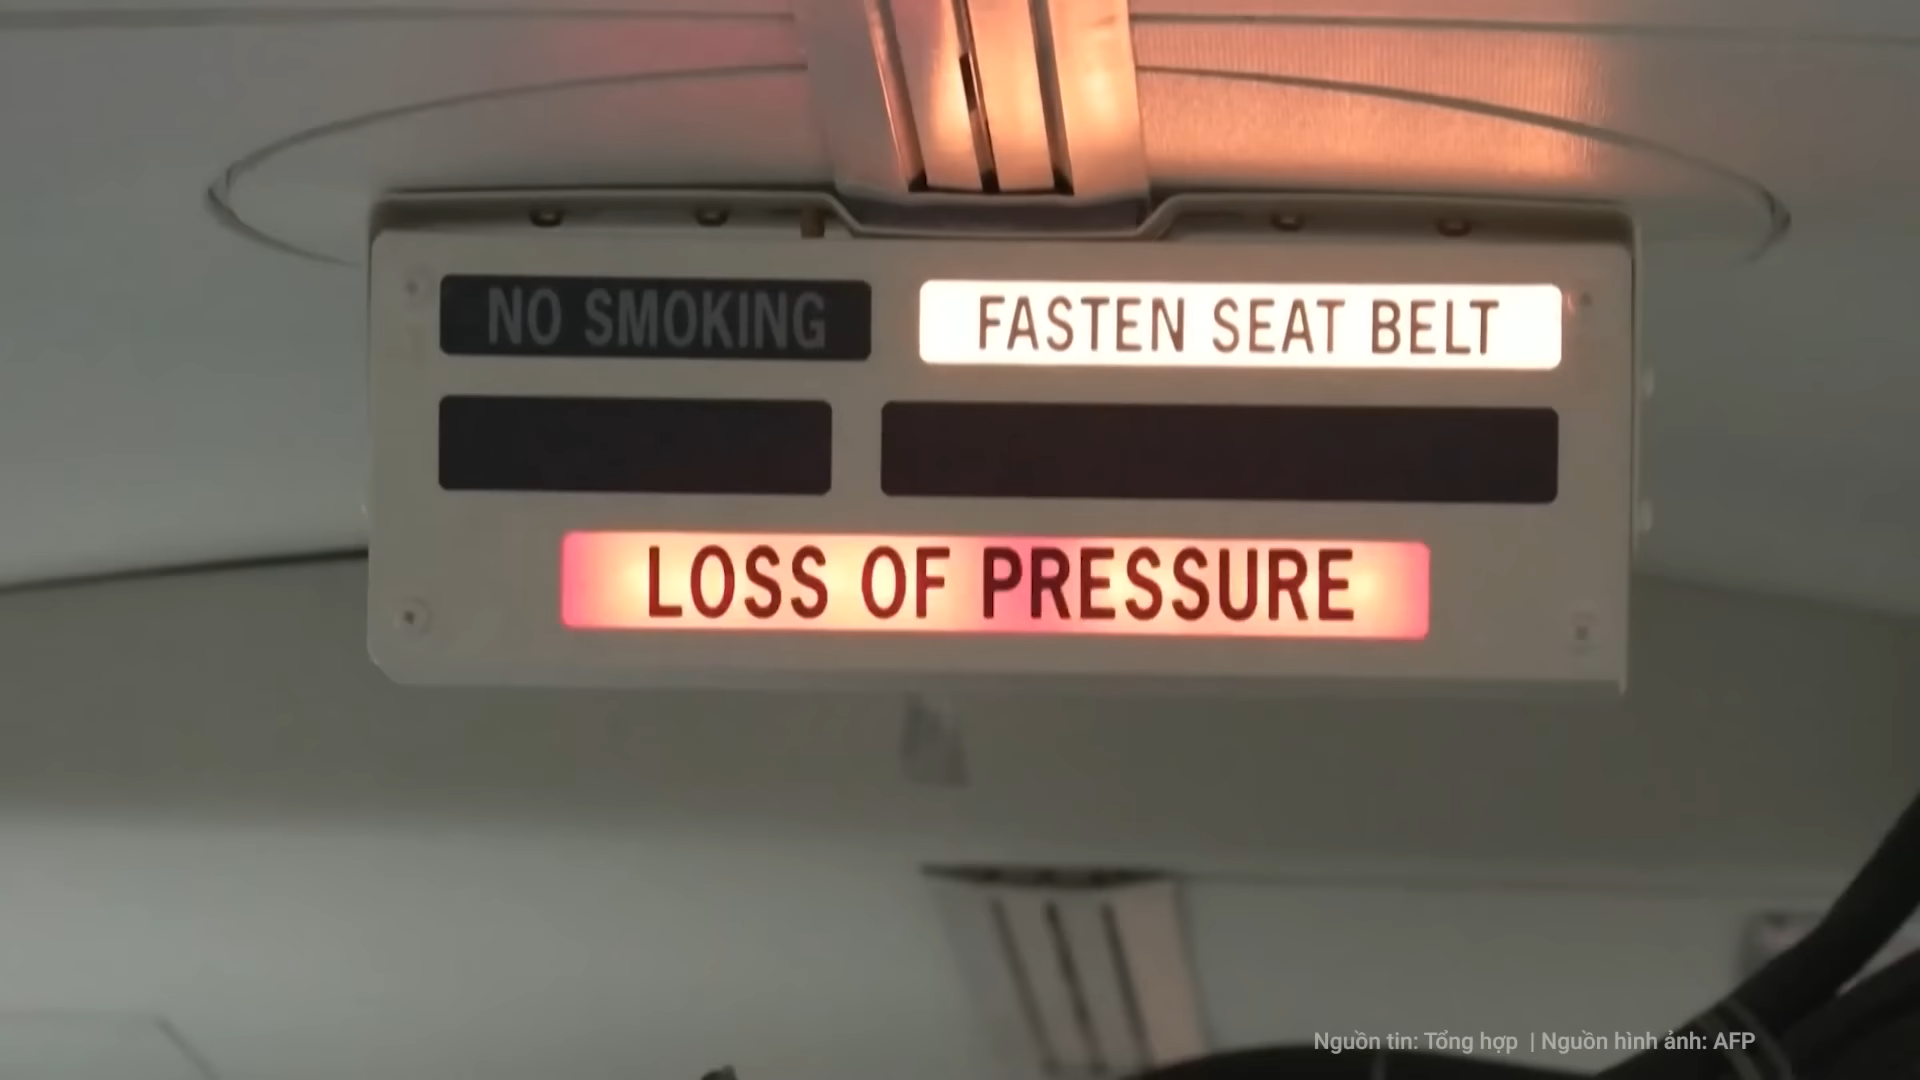 NO SMOKING
FASTEN SEAT BELT
LOSS OF PRESSURE
Nguồn tin: Tổng hợp | Nguồn hình ảnh: AFP